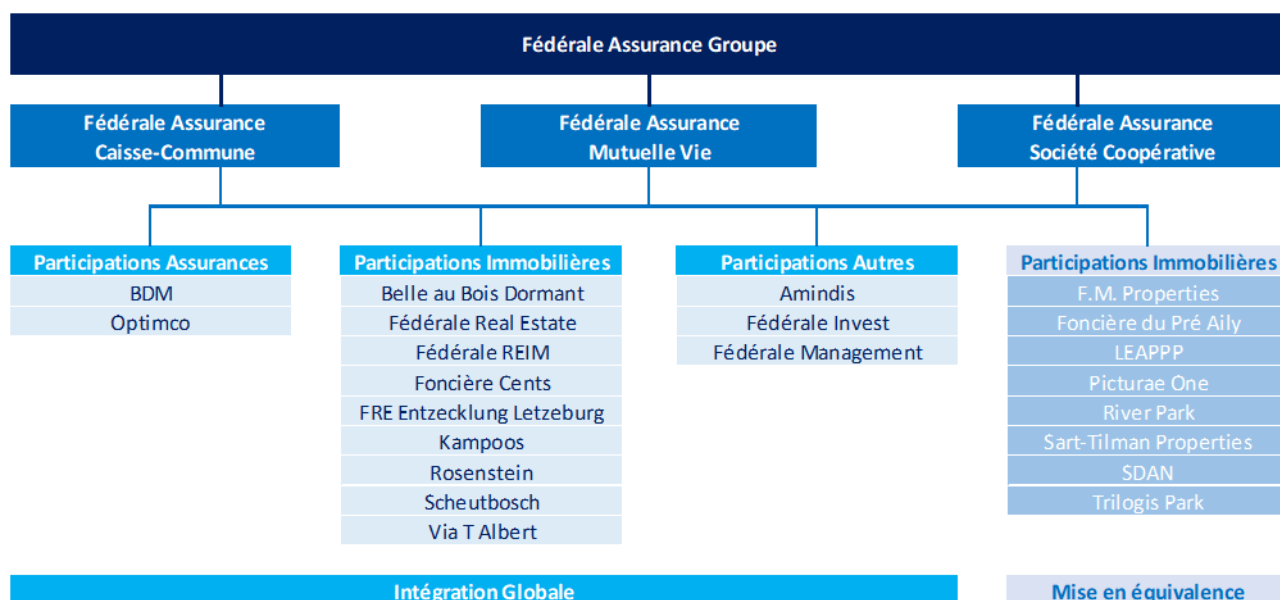 Fédérale Assurance Groupe
Fédérale Assurance
Caisse-Commune
Fédérale Assurance
Mutuelle Vie
Fédérale Assurance
Société Coopérative
Participations Assurances
BDM
Optimco
Participations Immobilières
Belle au Bois Dormant
Fédérale Real Estate
Fédérale REIM
Foncière Cents
FRE Entzecklung Letzeburg
Kampoos
Rosenstein
Scheutbosch
Via T Albert
Participations Autres
Amindis
Fédérale Invest
Fédérale Management
Participations Immobilières
F.M. Properties
Foncière du Pré Aily
LEAPPP
Picturae One
River Park
Sart-Tilman Properties
SDAN
Trilogis Park
Intégration Globale
Mise en équivalence